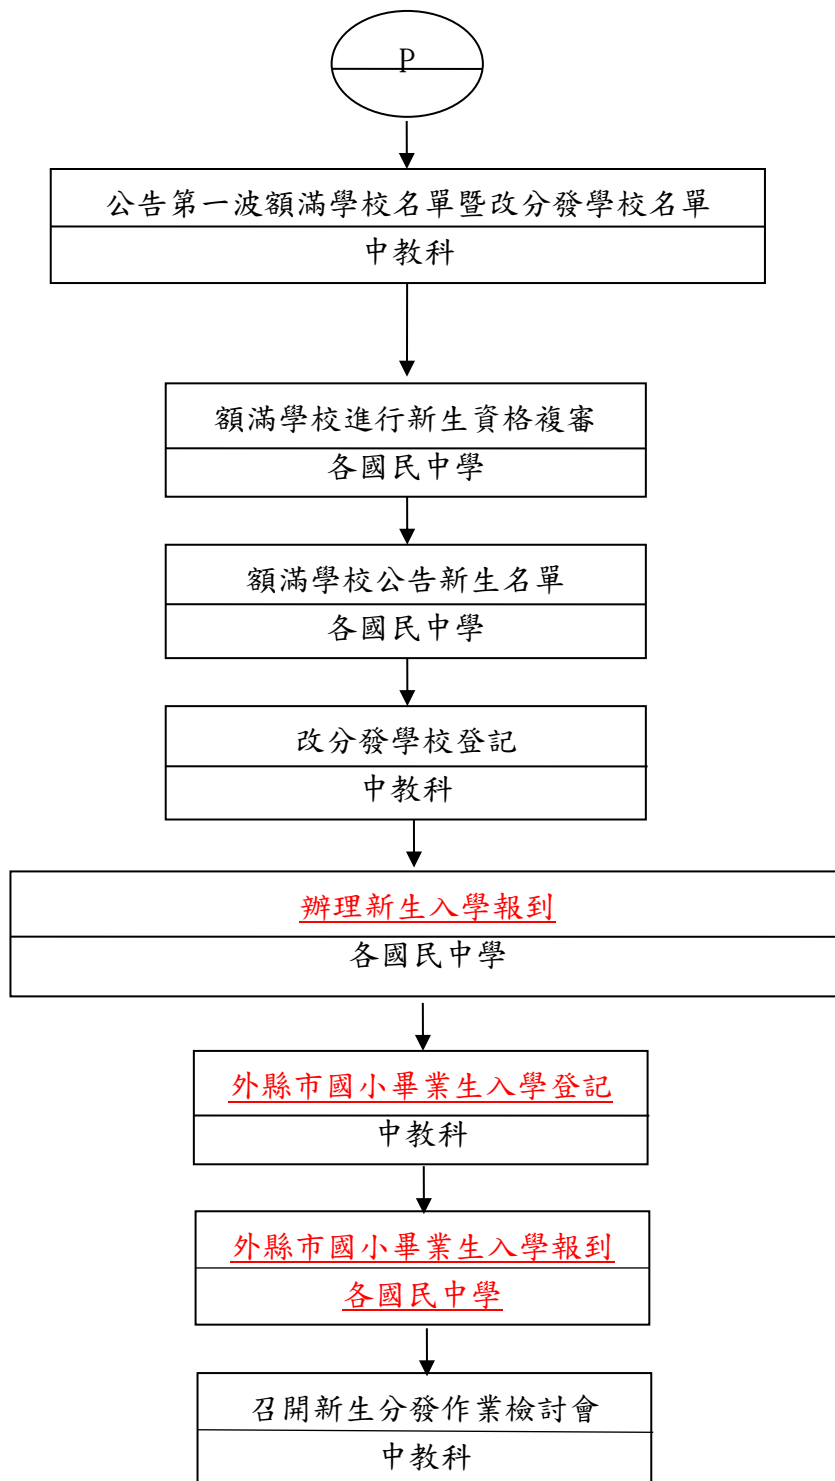 P
公告第一波額滿學校名單暨改分發學校名單
中教科
額滿學校進行新生資格複審
各國民中學
額滿學校公告新生名單
各國民中學
改分發學校登記
中教科
辦理新生入學報到
各國民中學
外縣市國小畢業生入學登記
中教科
外縣市國小畢業生入學報到
各國民中學
召開新生分發作業檢討會
中教科